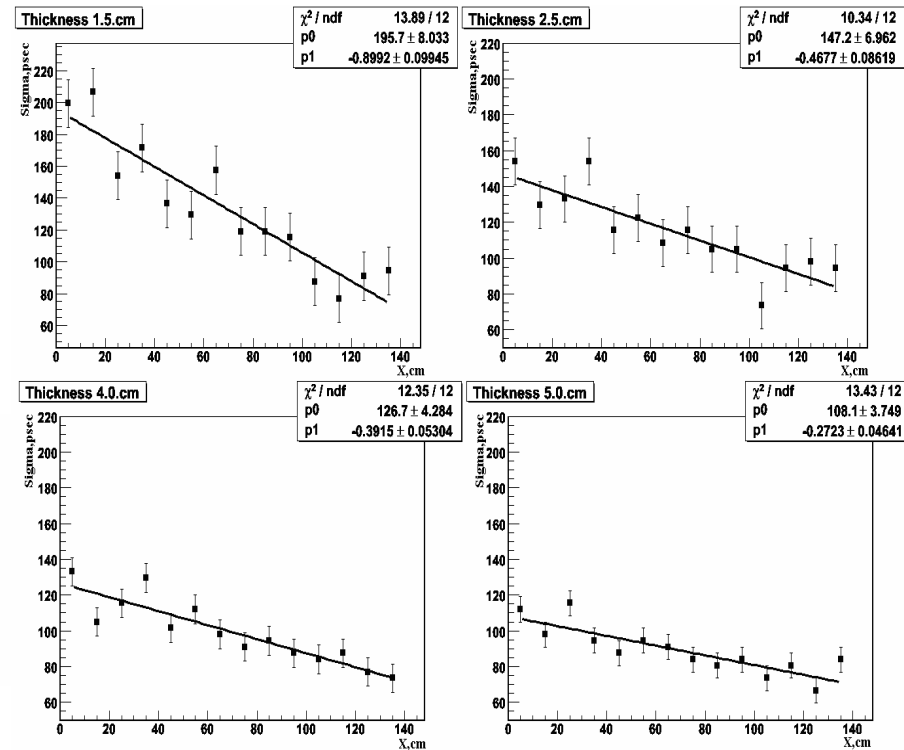 Thickness 1.5.cm
χ² / ndf 13.89 / 12
p0 195.7 ± 8.033
p1 -0.8992 ± 0.09945
Sigma,psec
220
200
180
160
140
120
100
80
60
0 20 40 60 80 100 120 140
X,cm
Thickness 2.5.cm
χ² / ndf 10.34 / 12
p0 147.2 ± 6.962
p1 -0.4677 ± 0.08619
Sigma,psec
220
200
180
160
140
120
100
80
60
0 20 40 60 80 100 120 140
X,cm
Thickness 4.0.cm
χ² / ndf 12.35 / 12
p0 126.7 ± 4.284
p1 -0.3915 ± 0.05304
Sigma,psec
220
200
180
160
140
120
100
80
60
0 20 40 60 80 100 120 140
X,cm
Thickness 5.0.cm
χ² / ndf 13.43 / 12
p0 108.1 ± 3.749
p1 -0.2723 ± 0.04641
Sigma,psec
220
200
180
160
140
120
100
80
60
0 20 40 60 80 100 120 140
X,cm